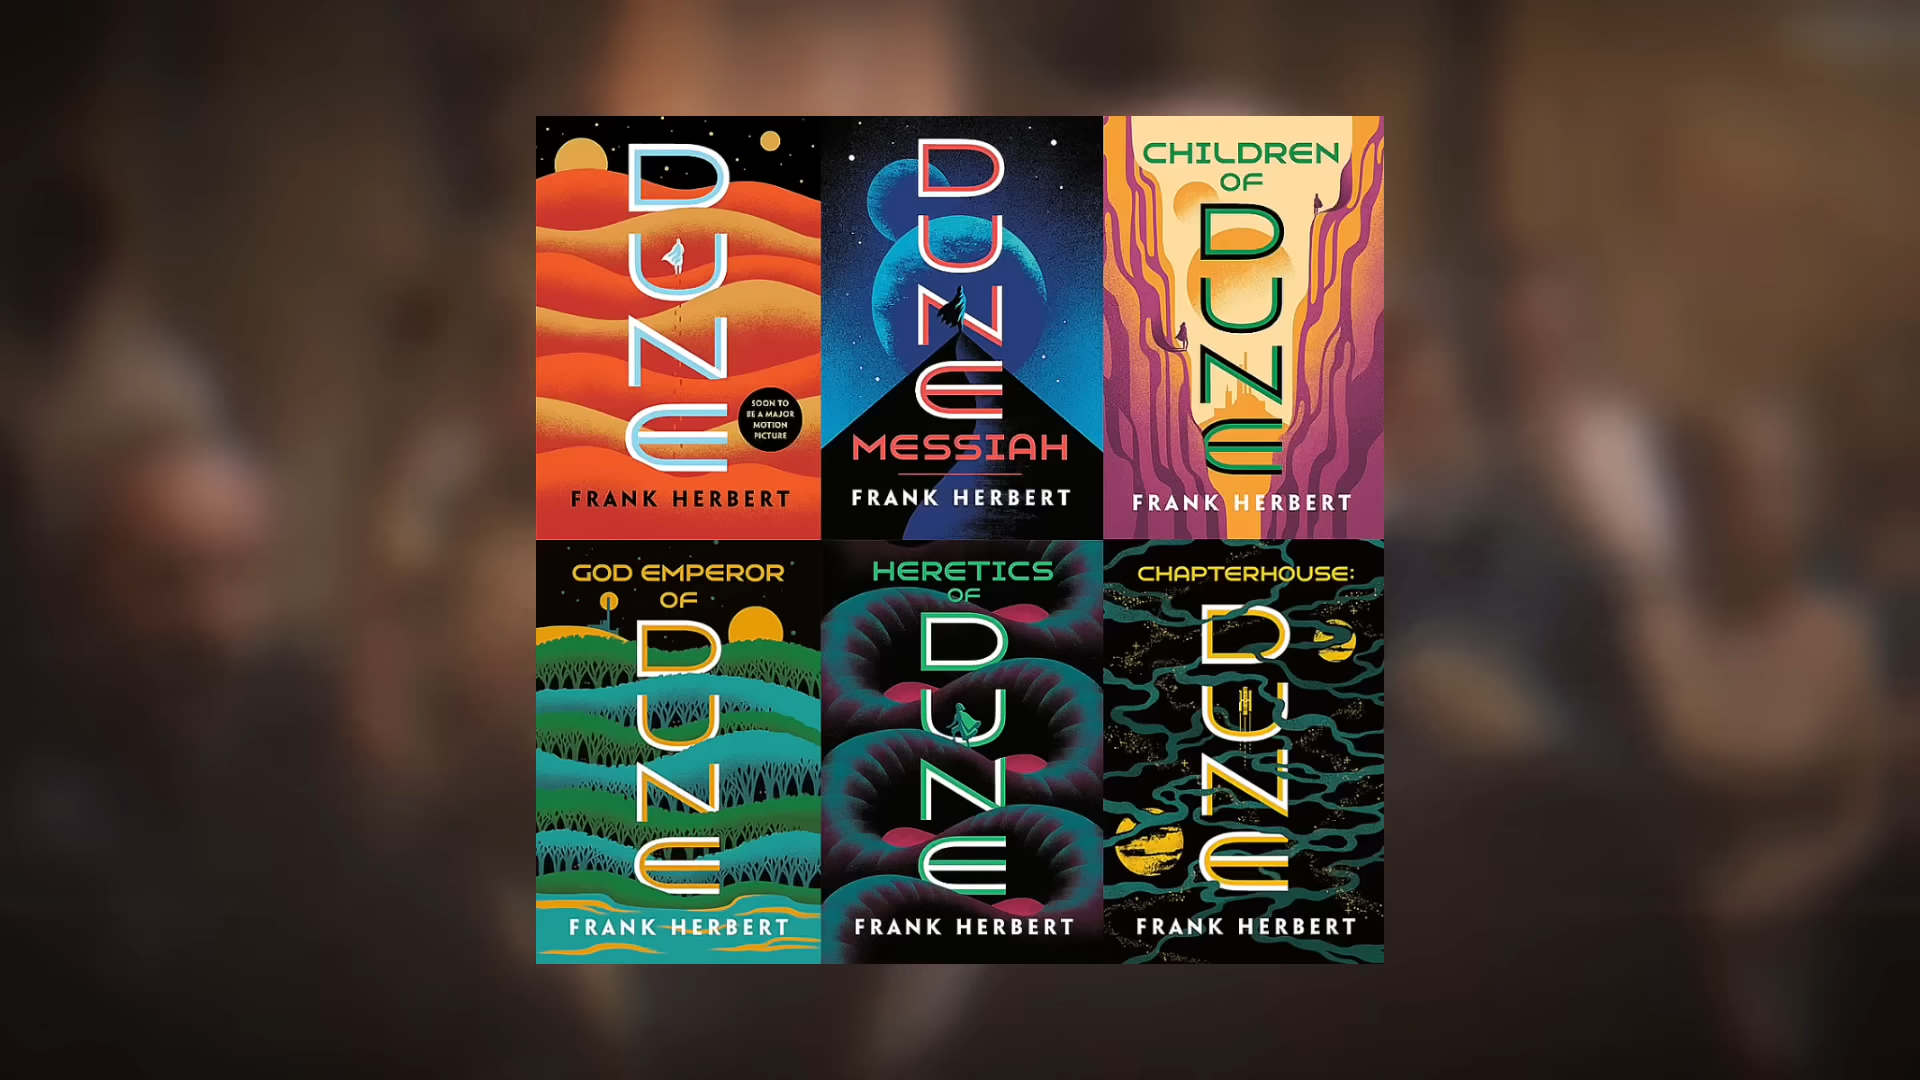 DUNE
SOON TO
BE A MAJOR
MOTION
PICTURE
FRANK HERBERT
DUNE
MESSIAH
FRANK HERBERT
CHILDREN
OF
DUNE
FRANK HERBERT
GOD EMPEROR
OF
DUNE
FRANK HERBERT
HERETICS
OF
DUNE
FRANK HERBERT
CHAPTERHOUSE:
DUNE
FRANK HERBERT